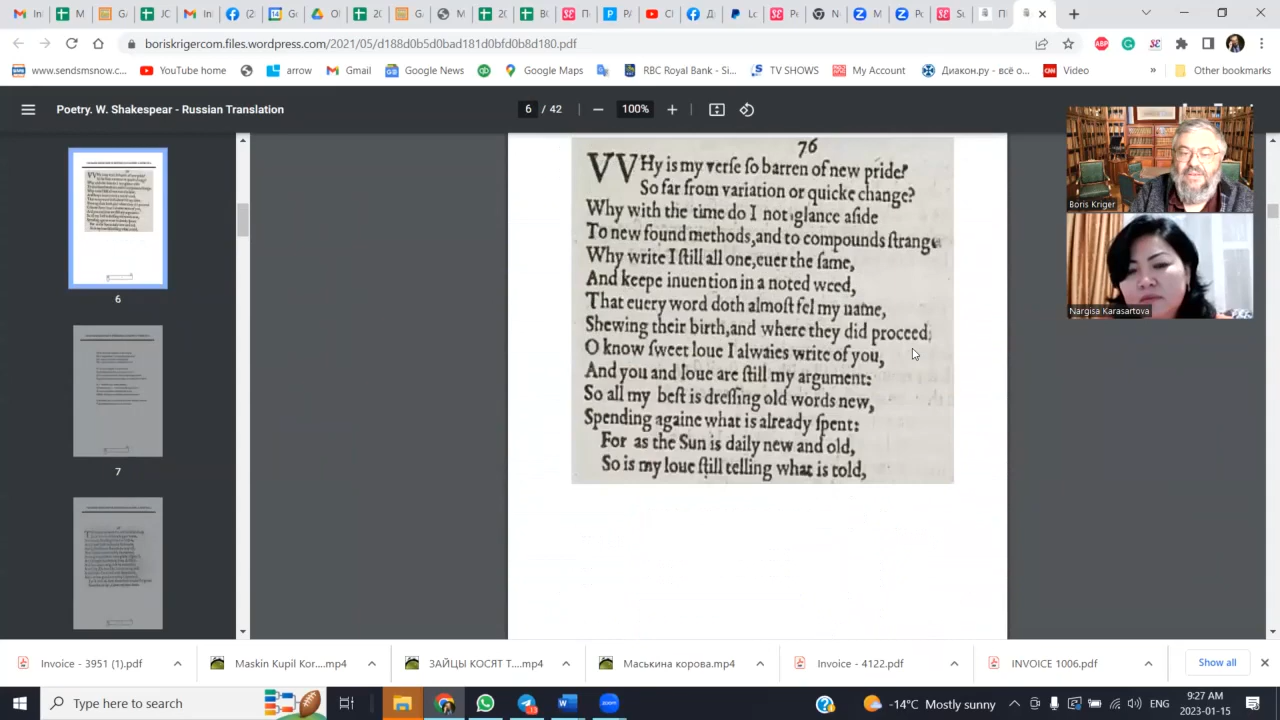 boriskrigercom.files.wordpress.com/2021/05/d188d0b5d0bad181d0bfd0b8d180.pdf
www.sendsmsnow.c...
YouTube home
arrow
Gmail
Google News
Google Maps
RBC Royal Bank - Si...
TV SHOWS
My Account
Диакон.ру - всё о...
Video
»
Other bookmarks
Poetry. W. Shakespear - Russian Translation
6 / 42
100%
76
VVHy is my verſe ſo barren of new pride?
So far from variation or quicke change?
Why with the time do I not glance aſide
To new found methods,and to compounds ſtrange
Why write I ſtill all one,euer the ſame,
And keepe inuention in a noted weed,
That euery word doth almoſt fel my name,
Shewing their birth,and where they did proceed;
O know ſweet loue I alwaies write of you,
And you and loue are ſtill my argument:
So all my beſt is dreſſing old words new,
Spending againe what is already ſpent:
For as the Sun is daily new and old,
So is my loue ſtill telling what is told,
6
7
Boris Kriger
Nargisa Karasartova
Invoice - 3951 (1).pdf
Maskin Kupil Kor....mp4
ЗАЙЦЫ КОСЯТ Т....mp4
Маськина корова.mp4
Invoice - 4122.pdf
INVOICE 1006.pdf
Show all
Type here to search
-14°C Mostly sunny
ENG
9:27 AM
2023-01-15